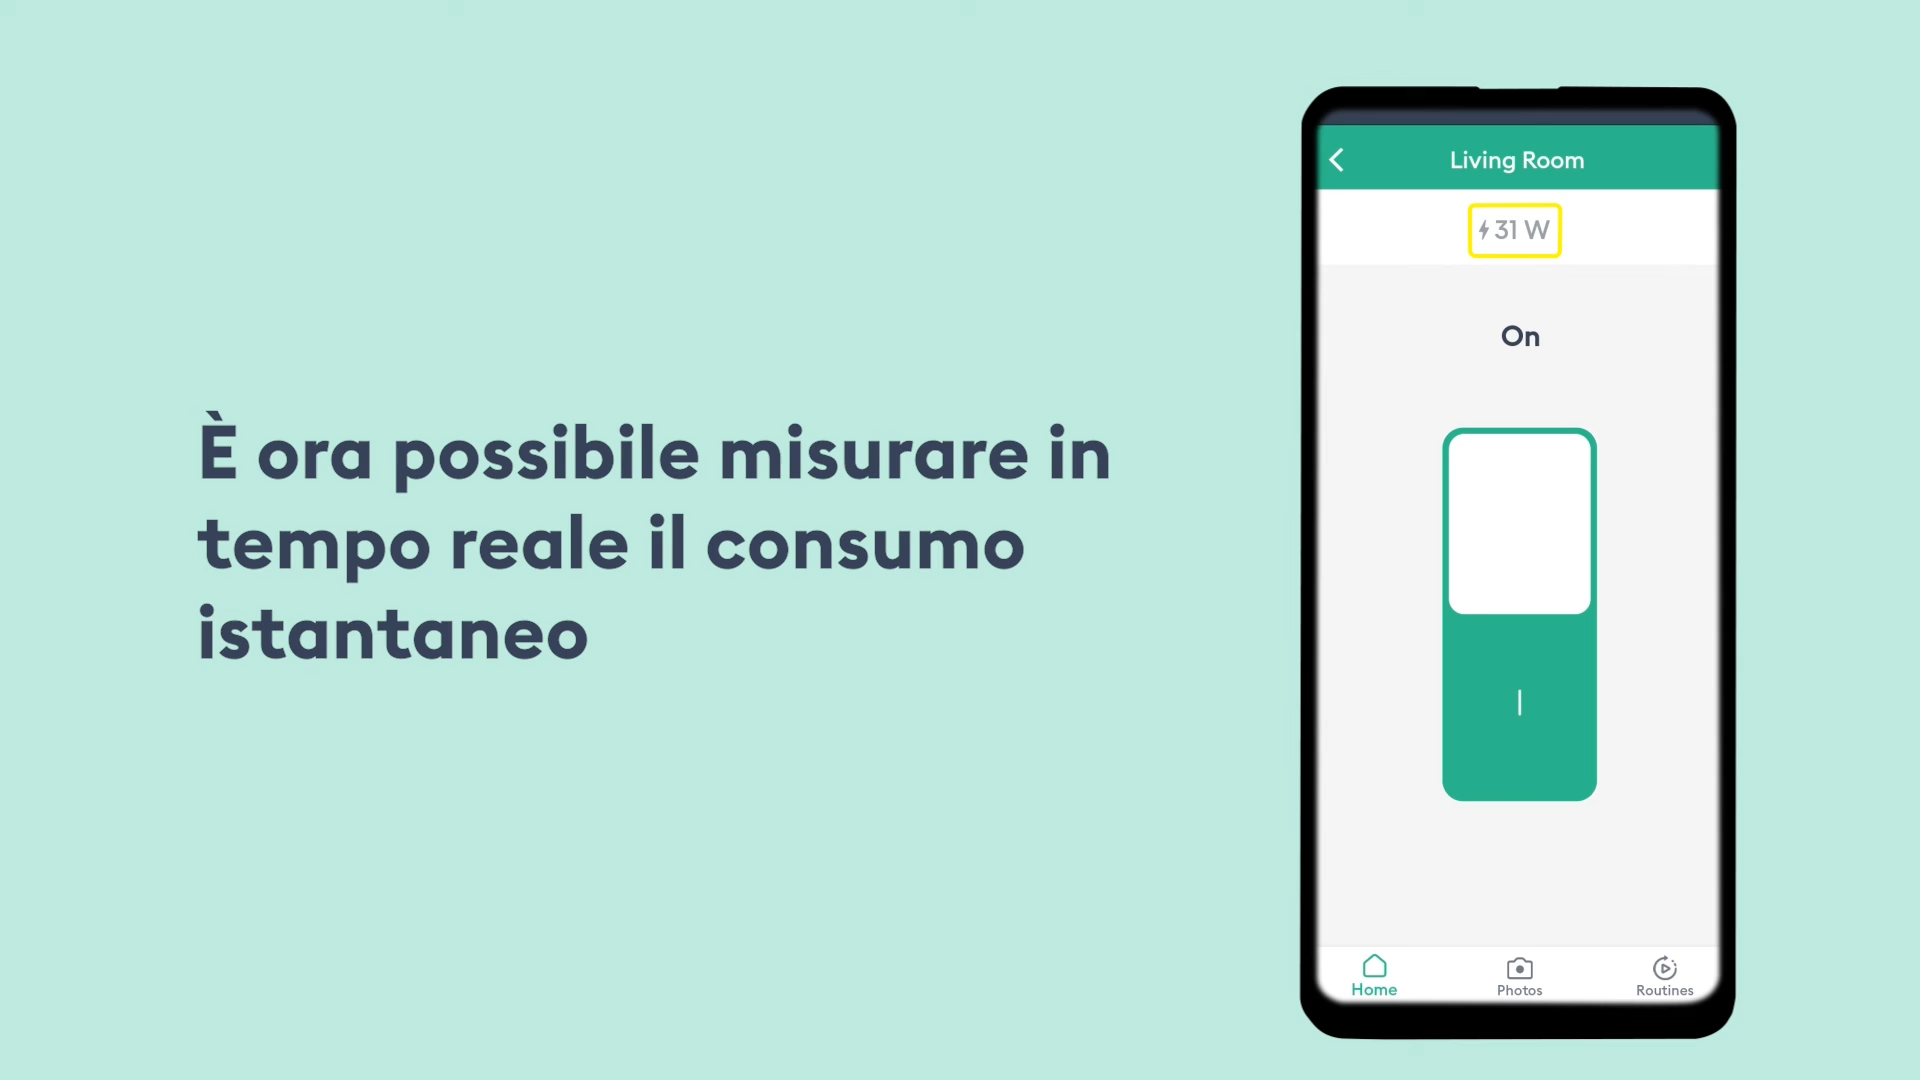 È ora possibile misurare in
tempo reale il consumo
istantaneo
Living Room
31 W
On
Home
Photos
Routines